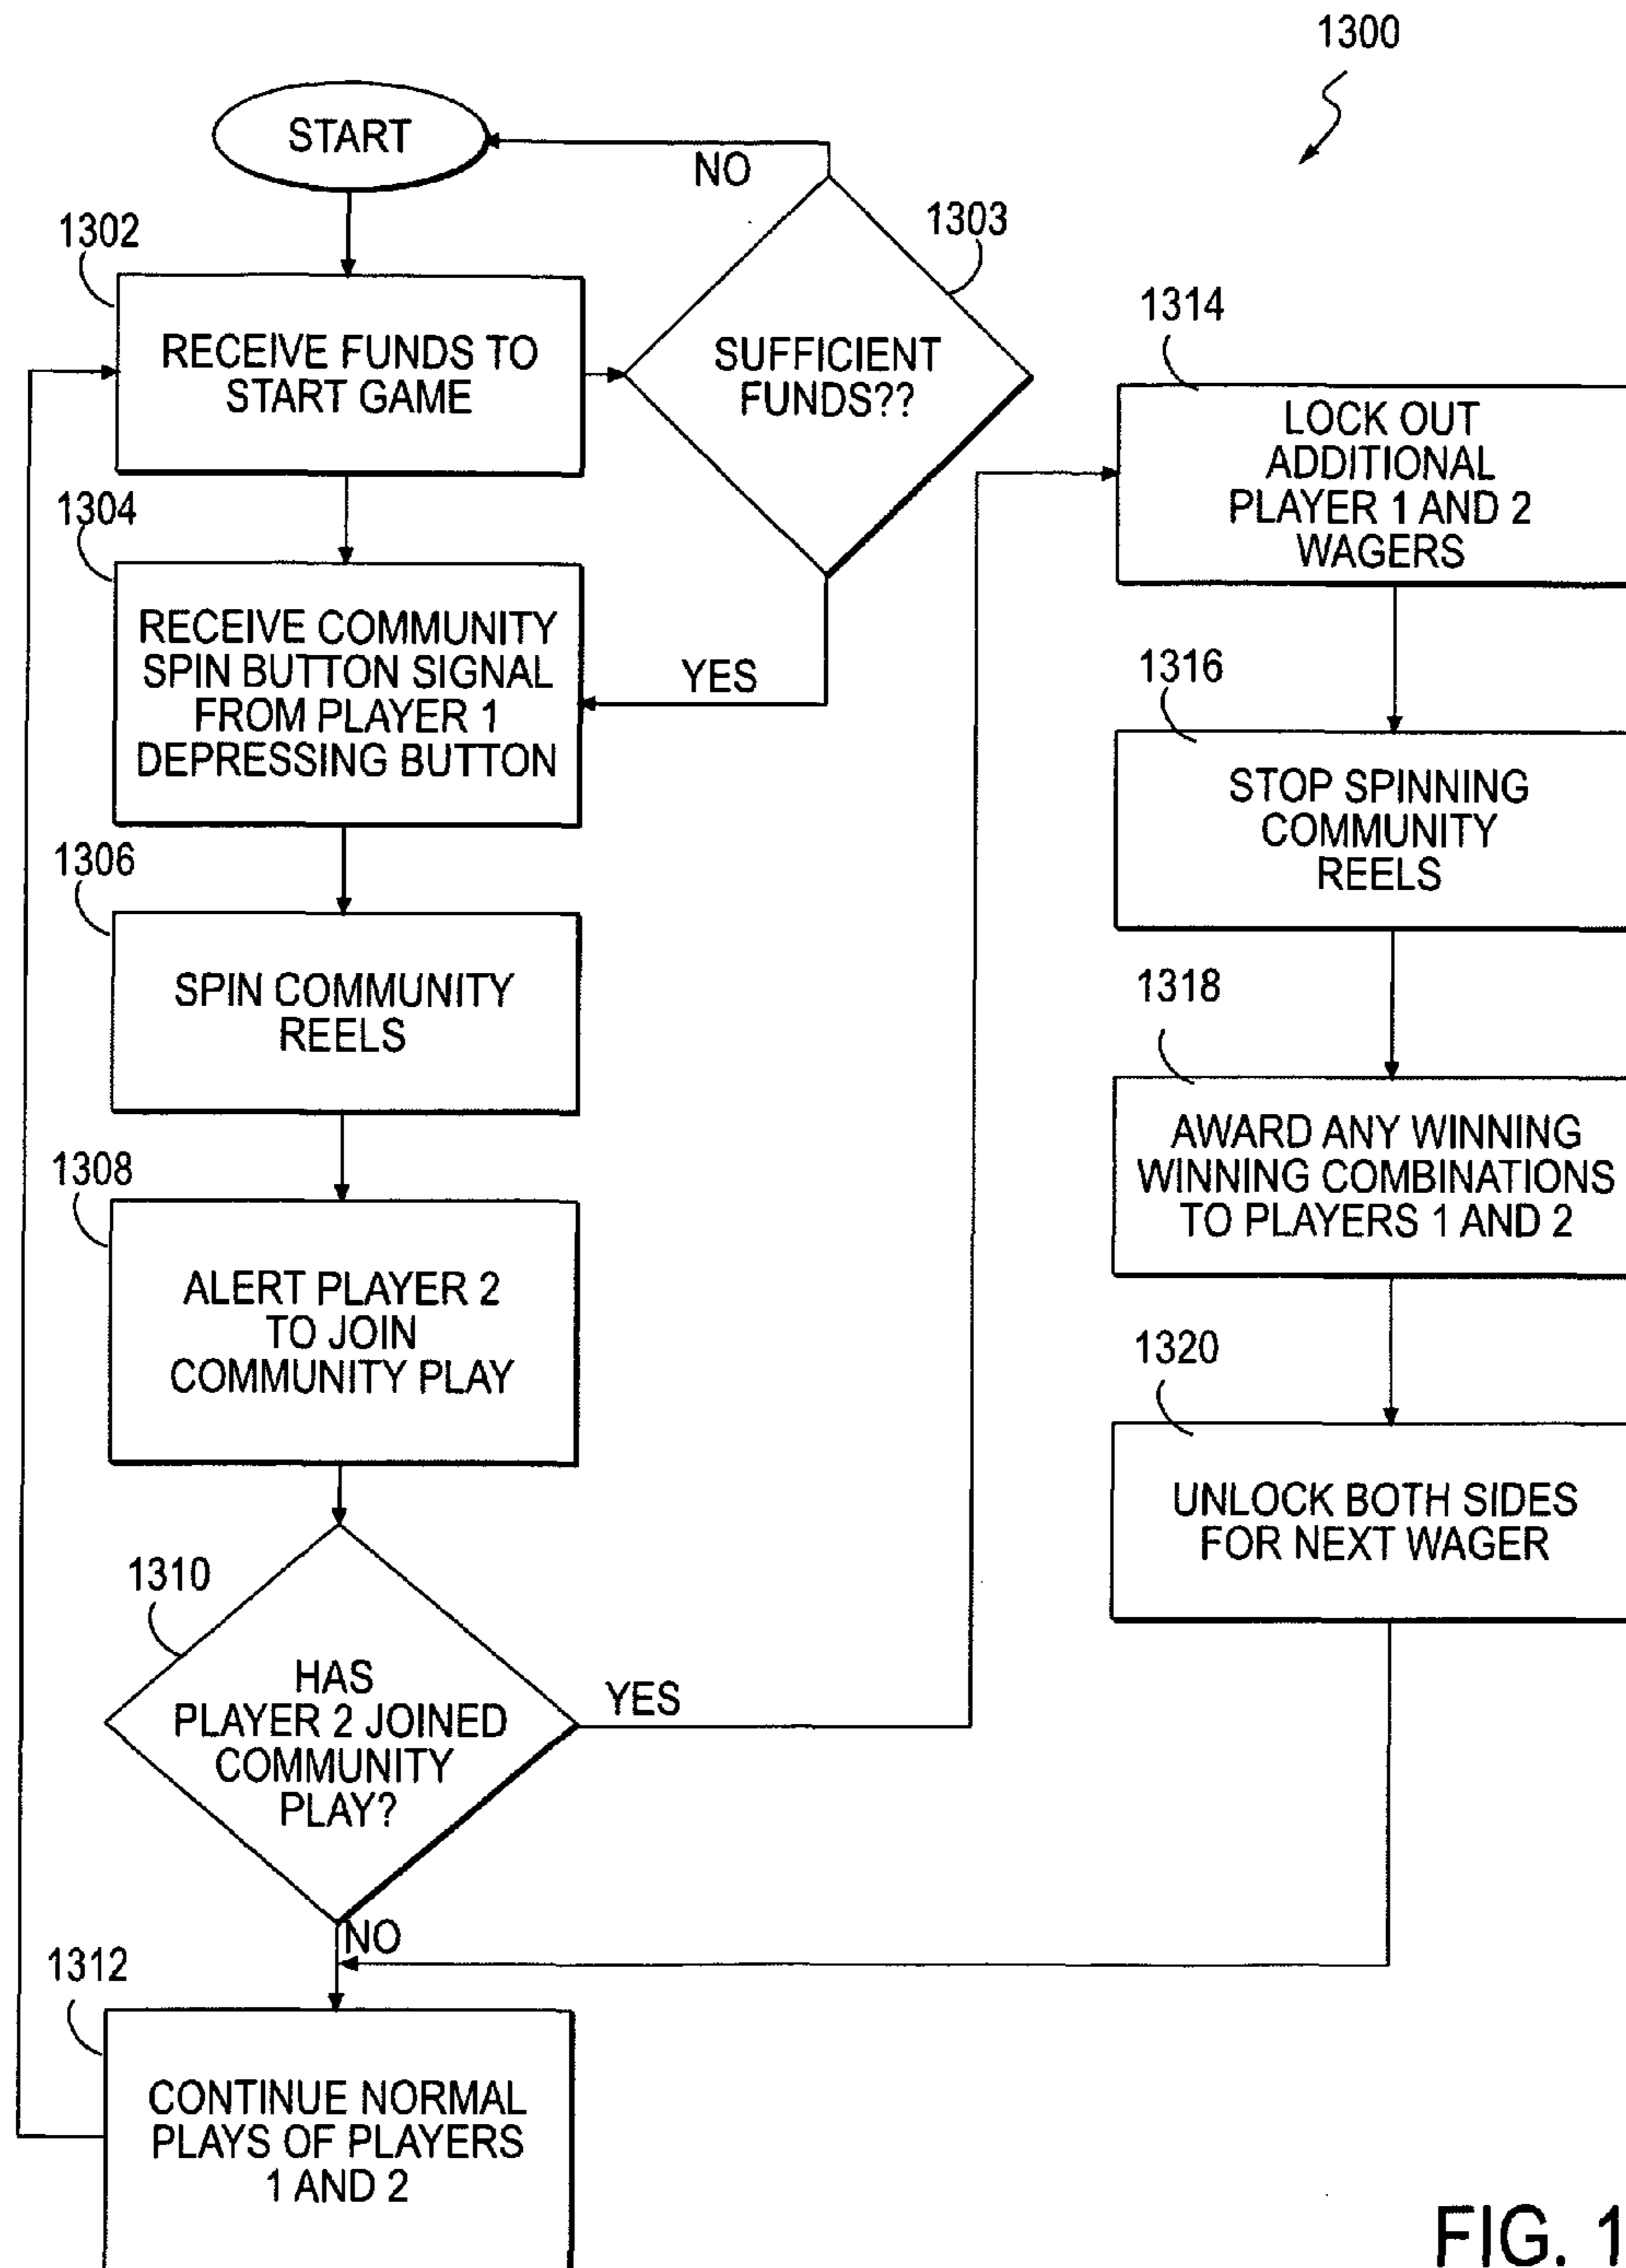 1300
START
NO
1302
1303
RECEIVE FUNDS TO
START GAME
SUFFICIENT
FUNDS??
1304
RECEIVE COMMUNITY
SPIN BUTTON SIGNAL
FROM PLAYER 1
DEPRESSING BUTTON
YES
1306
SPIN COMMUNITY
REELS
1308
ALERT PLAYER 2
TO JOIN
COMMUNITY PLAY
1310
HAS
PLAYER 2 JOINED
COMMUNITY
PLAY?
YES
NO
1312
CONTINUE NORMAL
PLAYS OF PLAYERS
1 AND 2
1314
LOCK OUT
ADDITIONAL
PLAYER 1 AND 2
WAGERS
1316
STOP SPINNING
COMMUNITY
REELS
1318
AWARD ANY WINNING
WINNING COMBINATIONS
TO PLAYERS 1 AND 2
1320
UNLOCK BOTH SIDES
FOR NEXT WAGER
FIG. 1